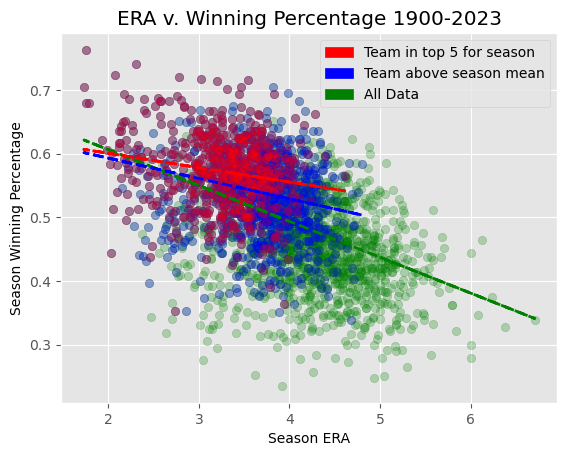 ERA v. Winning Percentage 1900-2023
Team in top 5 for season
Team above season mean
All Data
Season Winning Percentage
0.7
0.6
0.5
0.4
0.3
2 3 4 5 6
Season ERA